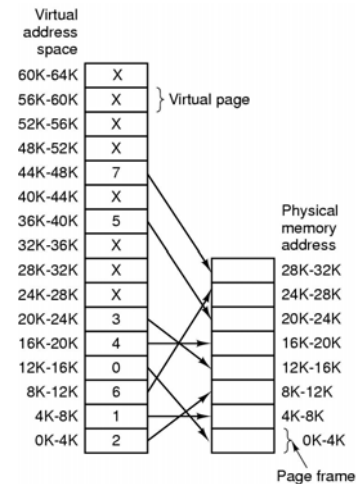 Virtual
address
space
60K-64K X
56K-60K X Virtual page
52K-56K X
48K-52K X
44K-48K 7
40K-44K X
36K-40K 5
32K-36K X
28K-32K X
24K-28K X
20K-24K 3
16K-20K 4
12K-16K 0
8K-12K 6
4K-8K 1
0K-4K 2
Physical
memory
address
28K-32K
24K-28K
20K-24K
16K-20K
12K-16K
8K-12K
4K-8K
0K-4K
Page frame